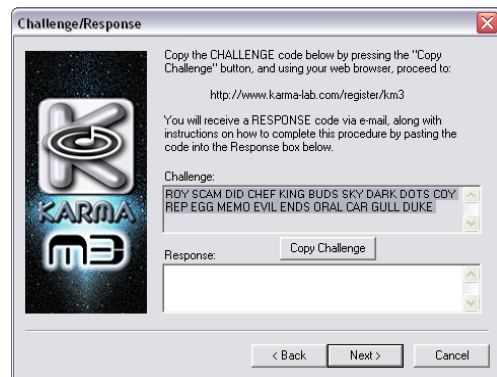 Challenge/Response
Copy the CHALLENGE code below by pressing the "Copy
Challenge" button, and using your web browser, proceed to:
http://www.karma-lab.com/register/km3
You will receive a RESPONSE code via e-mail, along with
instructions on how to complete this procedure by pasting the
code into the Response box below.
Challenge:
ROY SCAM DID CHEF KING BUDS SKY DARK DOTS COY
REP EGG MEMO EVIL ENDS ORAL CAR GULL DUKE
KARMA
M3
Copy Challenge
Response:
< Back
Next >
Cancel